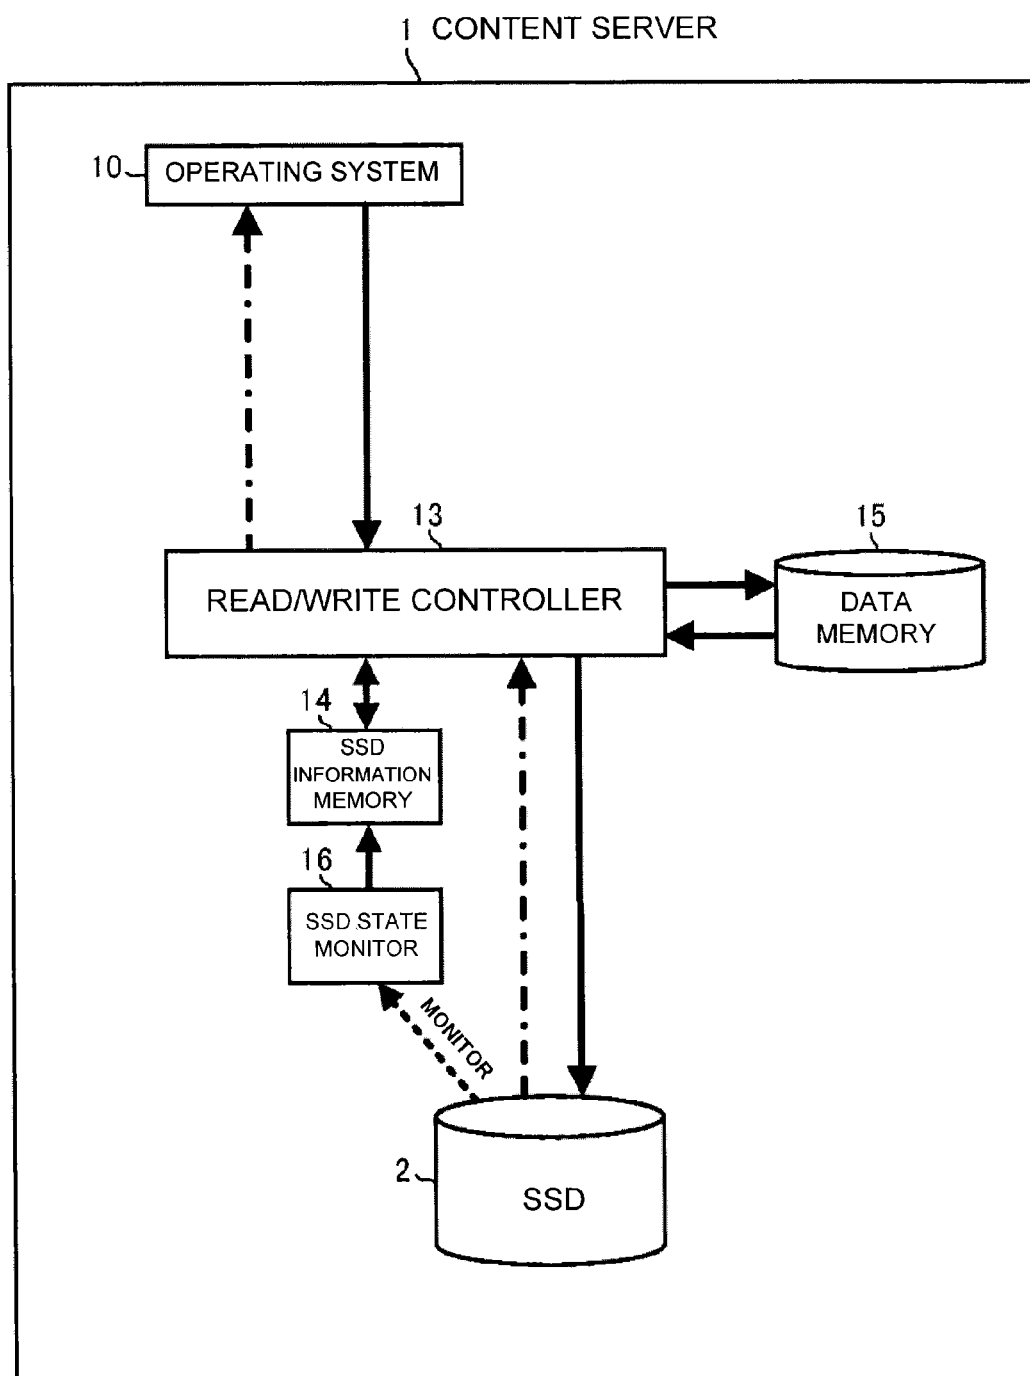 1 CONTENT SERVER
10 OPERATING SYSTEM
13
READ/WRITE CONTROLLER
15
DATA
MEMORY
14
SSD
INFORMATION
MEMORY
16
SSD STATE
MONITOR
MONITOR
2
SSD